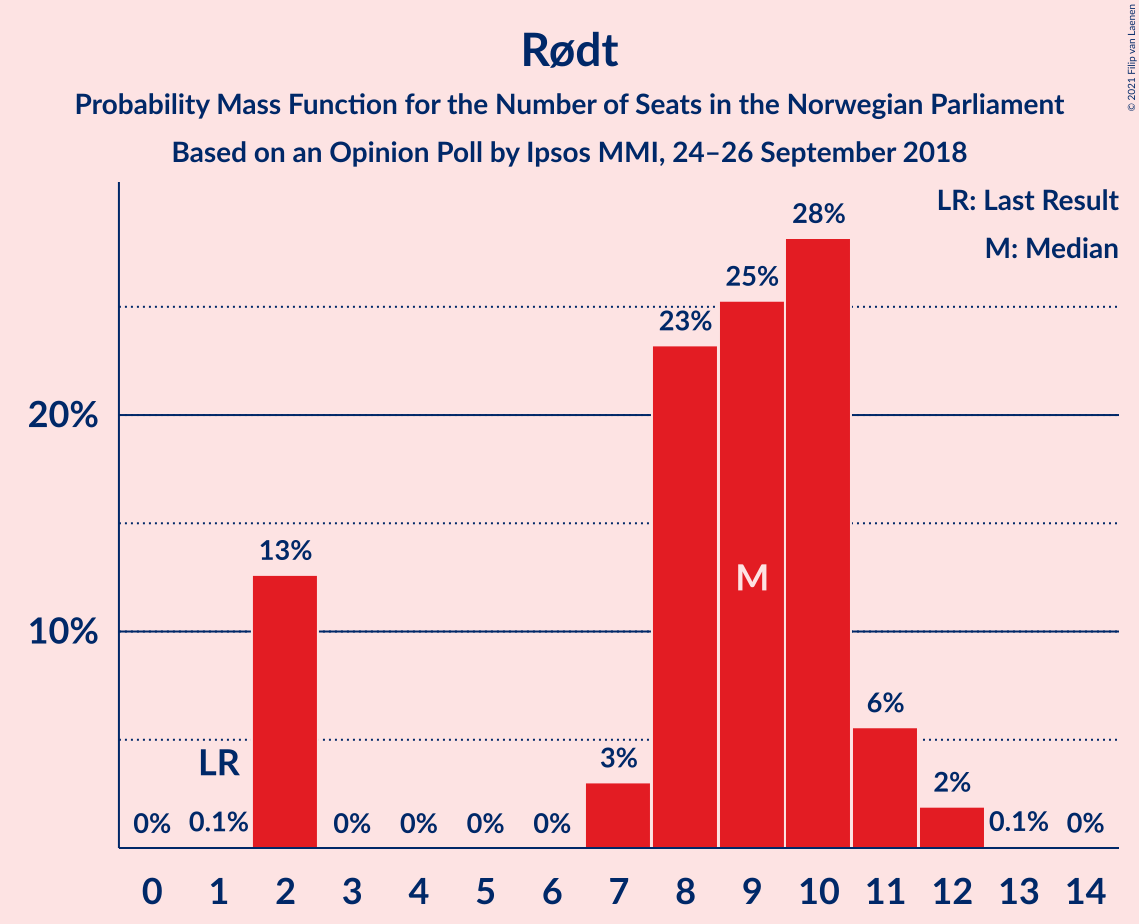 Rødt
Probability Mass Function for the Number of Seats in the Norwegian Parliament
Based on an Opinion Poll by Ipsos MMI, 24–26 September 2018
© 2021 Filip van Laenen
LR: Last Result
M: Median
28%
25%
23%
20%
13%
M
10%
6%
LR
3%
2%
0% 0.1% 0% 0% 0% 0% 0.1% 0%
0 1 2 3 4 5 6 7 8 9 10 11 12 13 14